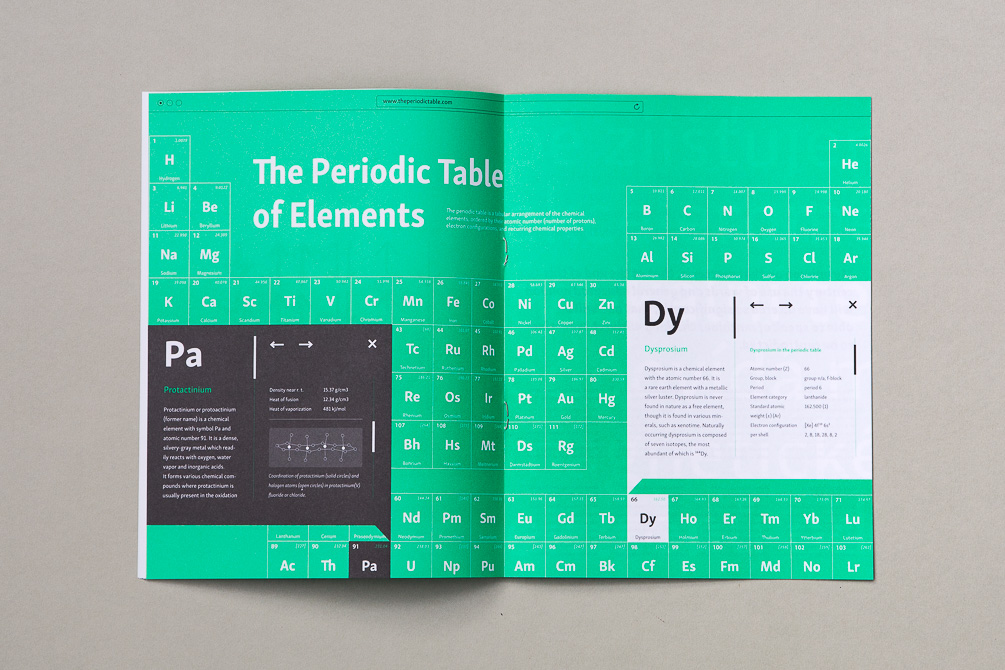 www.theperiodictable.com
The Periodic Table
of Elements
The periodic table is a tabular arrangement of the chemical
elements, ordered by their atomic number (number of protons),
electron configurations, and recurring chemical properties
1
H
Hydrogen
2
He
Helium
3
Li
Lithium
4
Be
Beryllium
5
B
Boron
6
C
Carbon
7
N
Nitrogen
8
O
Oxygen
9
F
Fluorine
10
Ne
Neon
11
Na
Sodium
12
Mg
Magnesium
13
Al
Aluminium
14
Si
Silicon
15
P
Phosphorus
16
S
Sulfur
17
Cl
Chlorine
18
Ar
Argon
19
K
Potassium
20
Ca
Calcium
21
Sc
Scandium
22
Ti
Titanium
23
V
Vanadium
24
Cr
Chromium
25
Mn
Manganese
26
Fe
Iron
27
Co
Cobalt
28
Ni
Nickel
29
Cu
Copper
30
Zn
Zinc
Pa
Protactinium
Protactinium or protoactinium
(former name) is a chemical
element with symbol Pa and
atomic number 91. It is a dense,
silvery-gray metal which read-
ily reacts with oxygen, water
vapor and inorganic acids.
It forms various chemical com-
pounds where protactinium is
usually present in the oxidation
Density near r. t. 15.37 g/cm3
Heat of fusion 12.34 g/cm3
Heat of vaporization 481 kj/mol
Coordination of protactinium (solid circles) and
halogen atoms (open circles) in protactinium(V)
fluoride or chloride.
43
Tc
Technetium
44
Ru
Ruthenium
45
Rh
46
Pd
Palladium
47
Ag
Silver
48
Cd
Cadmium
75
Re
Rhenium
76
Os
Osmium
77
Ir
Iridium
78
Pt
Platinum
79
Au
Gold
80
Hg
Mercury
107
Bh
Bohrium
108
Hs
Hassium
109
Mt
Meitnerium
110
Ds
Darmstadtium
111
Rg
Roentgenium
Dy
Dysprosium
Dysprosium is a chemical element
with the atomic number 66. It is
a rare earth element with a metallic
silver luster. Dysprosium is never
found in nature as a free element,
though it is found in various min-
erals, such as xenotime. Naturally
occurring dysprosium is composed
of seven isotopes, the most
abundant of which is ¹⁶⁴Dy.
Dysprosium in the periodic table
Atomic number (Z) 66
Group, block group n/a, f-block
Period period 6
Element category lanthanide
Standard atomic 162.500 (1)
weight (±) (Ar)
Electron configuration [Xe] 4f¹⁰ 6s²
per shell 2, 8, 18, 28, 8, 2
Lanthanum
Cerium
Praseodymium
60
Nd
Neodymium
61
Pm
Promethium
62
Sm
Samarium
63
Eu
Europium
64
Gd
Gadolinium
65
Tb
Terbium
66
Dy
Dysprosium
67
Ho
Holmium
68
Er
Erbium
69
Tm
Thulium
70
Yb
Ytterbium
71
Lu
Lutetium
89
Ac
90
Th
91
Pa
92
U
93
Np
94
Pu
95
Am
96
Cm
97
Bk
98
Cf
99
Es
100
Fm
101
Md
102
No
103
Lr